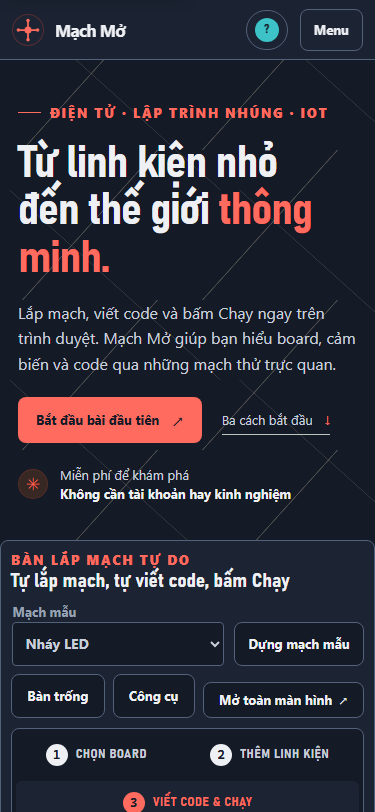 Mạch Mở
?
Menu
ĐIỆN TỬ · LẬP TRÌNH NHÚNG · IOT
Từ linh kiện nhỏ
đến thế giới thông
minh.
Lắp mạch, viết code và bấm Chạy ngay trên
trình duyệt. Mạch Mở giúp bạn hiểu board, cảm
biến và code qua những mạch thử trực quan.
Bắt đầu bài đầu tiên ↗
Ba cách bắt đầu ↓
Miễn phí để khám phá
Không cần tài khoản hay kinh nghiệm
BÀN LẮP MẠCH TỰ DO
Tự lắp mạch, tự viết code, bấm Chạy
Mạch mẫu
Nháy LED
Dựng mạch mẫu
Bàn trống
Công cụ
Mở toàn màn hình ↗
1 CHỌN BOARD
2 THÊM LINH KIỆN
3 VIẾT CODE & CHẠY